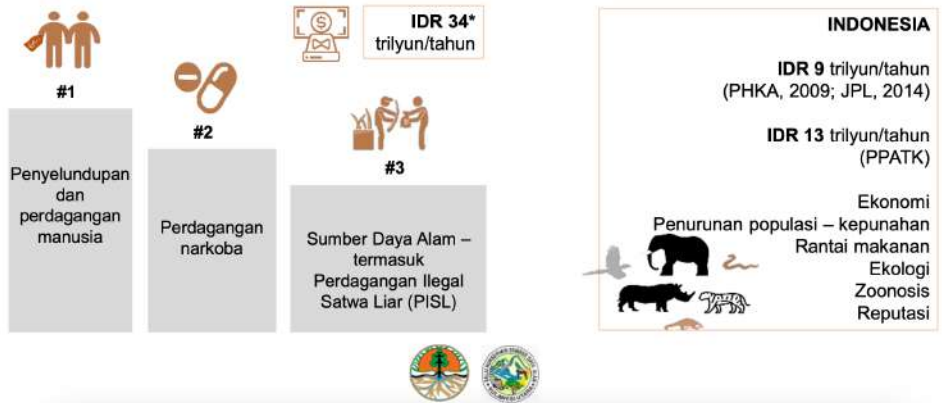 #1
Penyelundupan
dan
perdagangan
manusia
#2
Perdagangan
narkoba
IDR 34*
trilyun/tahun
#3
Sumber Daya Alam –
termasuk
Perdagangan Ilegal
Satwa Liar (PISL)
INDONESIA
IDR 9 trilyun/tahun
(PHKA, 2009; JPL, 2014)
IDR 13 trilyun/tahun
(PPATK)
Ekonomi
Penurunan populasi – kepunahan
Rantai makanan
Ekologi
Zoonosis
Reputasi